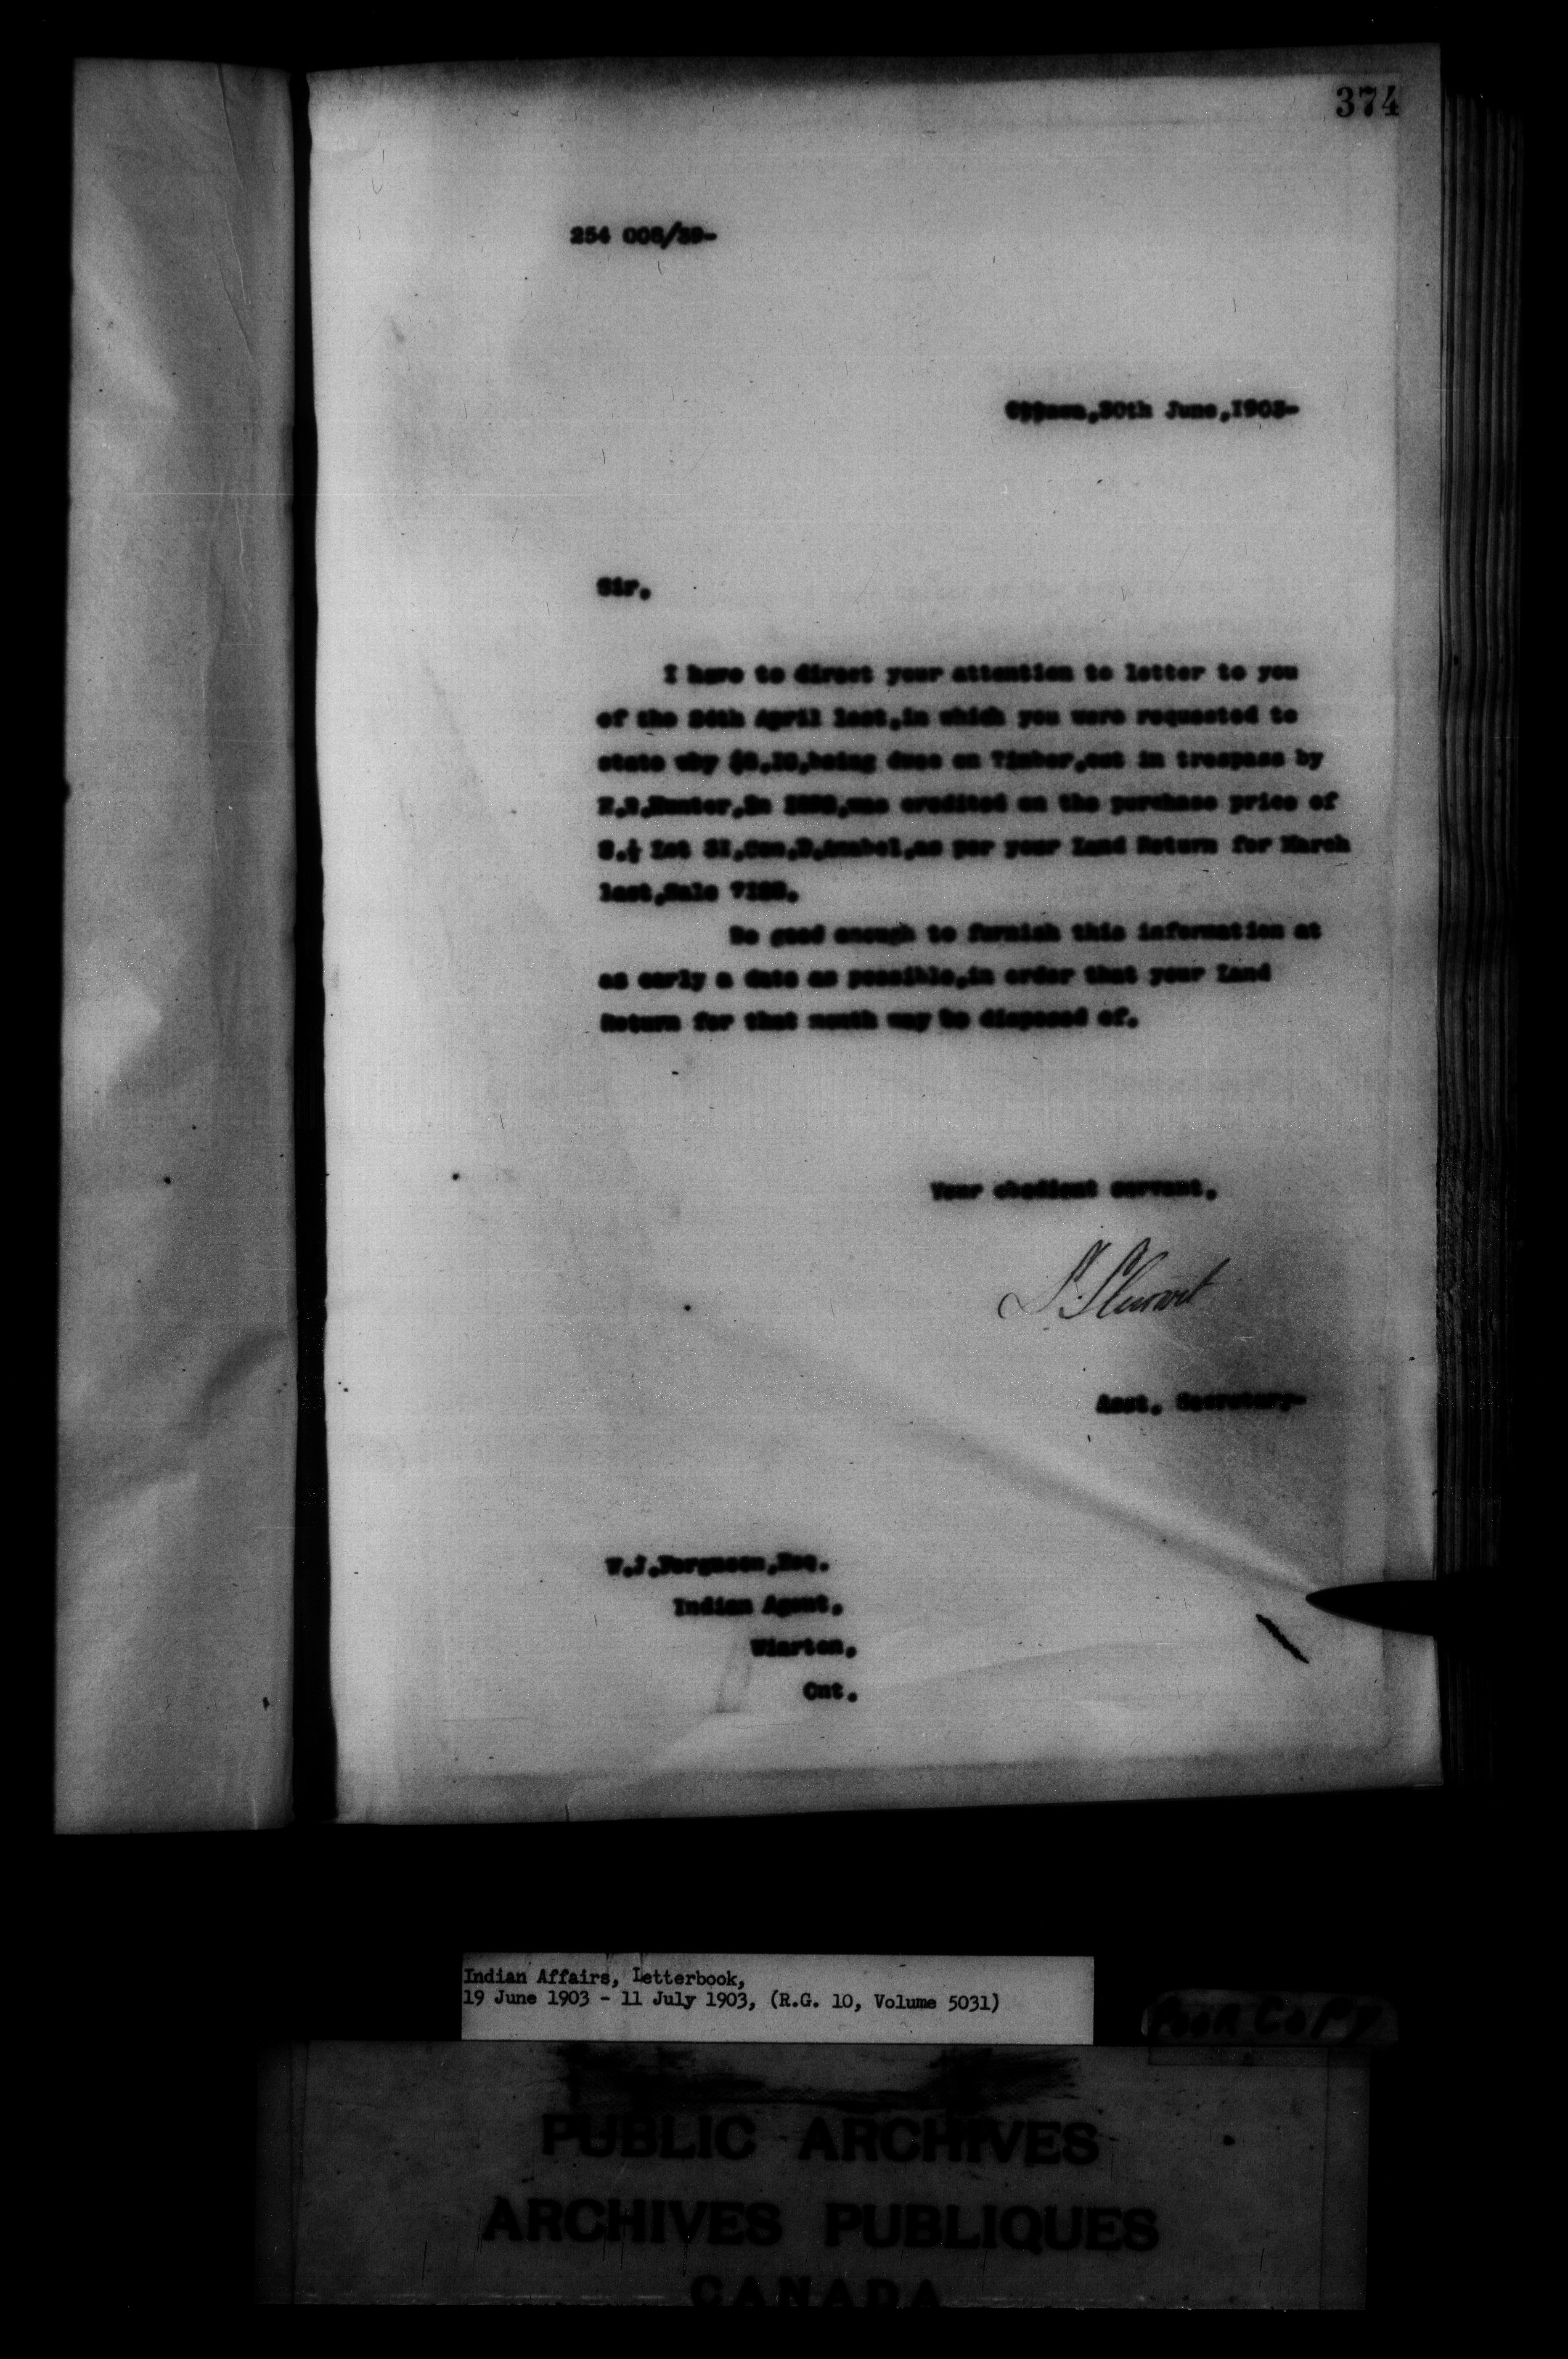 374
254 008/39-
Ottawa,30th June,1903-
Sir,
I have to direct your attention to letter to you
of the 24th April last,in which you were requested to
state why being dues on Timber,cut in trespass by
Hunter,in was credited on the purchase price of
S.½ Lot 31,Con,D,Amabel,as per your Land Return for March
last,Sale
Be good enough to furnish this information at
as early a date as possible,in order that your Land
Return for that month may be disposed of.
Your obedient servant,
S. Stewart
Asst. Secretary-
W.J.Ferguson,Esq.
Indian Agent,
Wiarton,
Ont.
Indian Affairs, Letterbook,
19 June 1903 - 11 July 1903, (R.G. 10, Volume 5031)
POOR COPY
PUBLIC ARCHIVES
ARCHIVES PUBLIQUES
CANADA